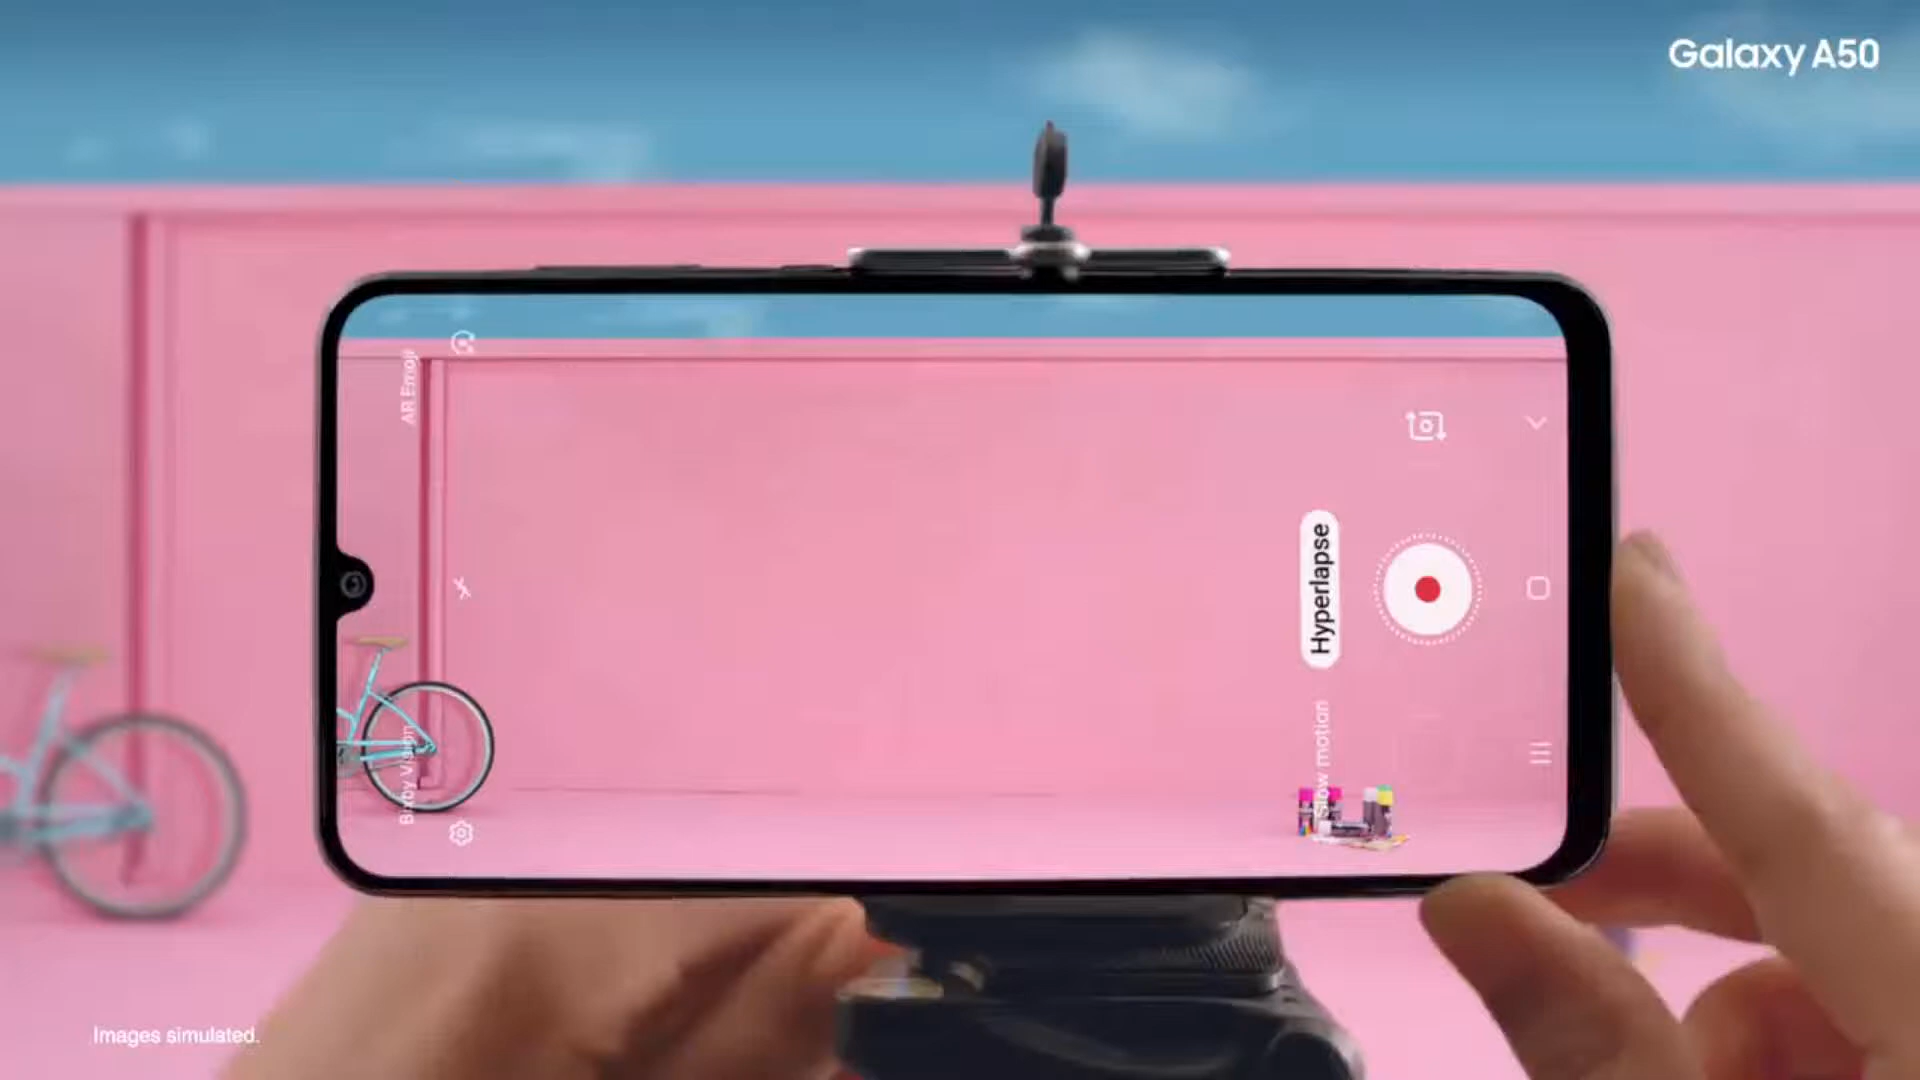 Galaxy A50
AR Emoji
Bixby Vision
Hyperlapse
Slow motion
Images simulated.